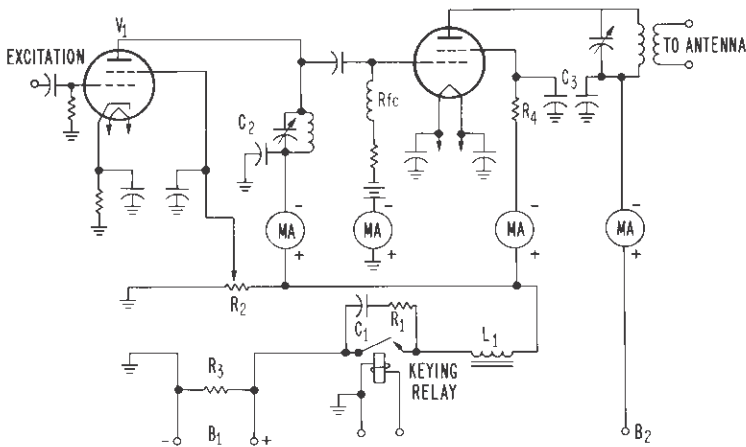 V1
EXCITATION
TO ANTENNA
C2
Rfc
C3
R4
-
-
-
-
MA
MA
MA
MA
+
+
+
+
R2
C1
R1
L1
R3
KEYING
RELAY
- B1 +
B2